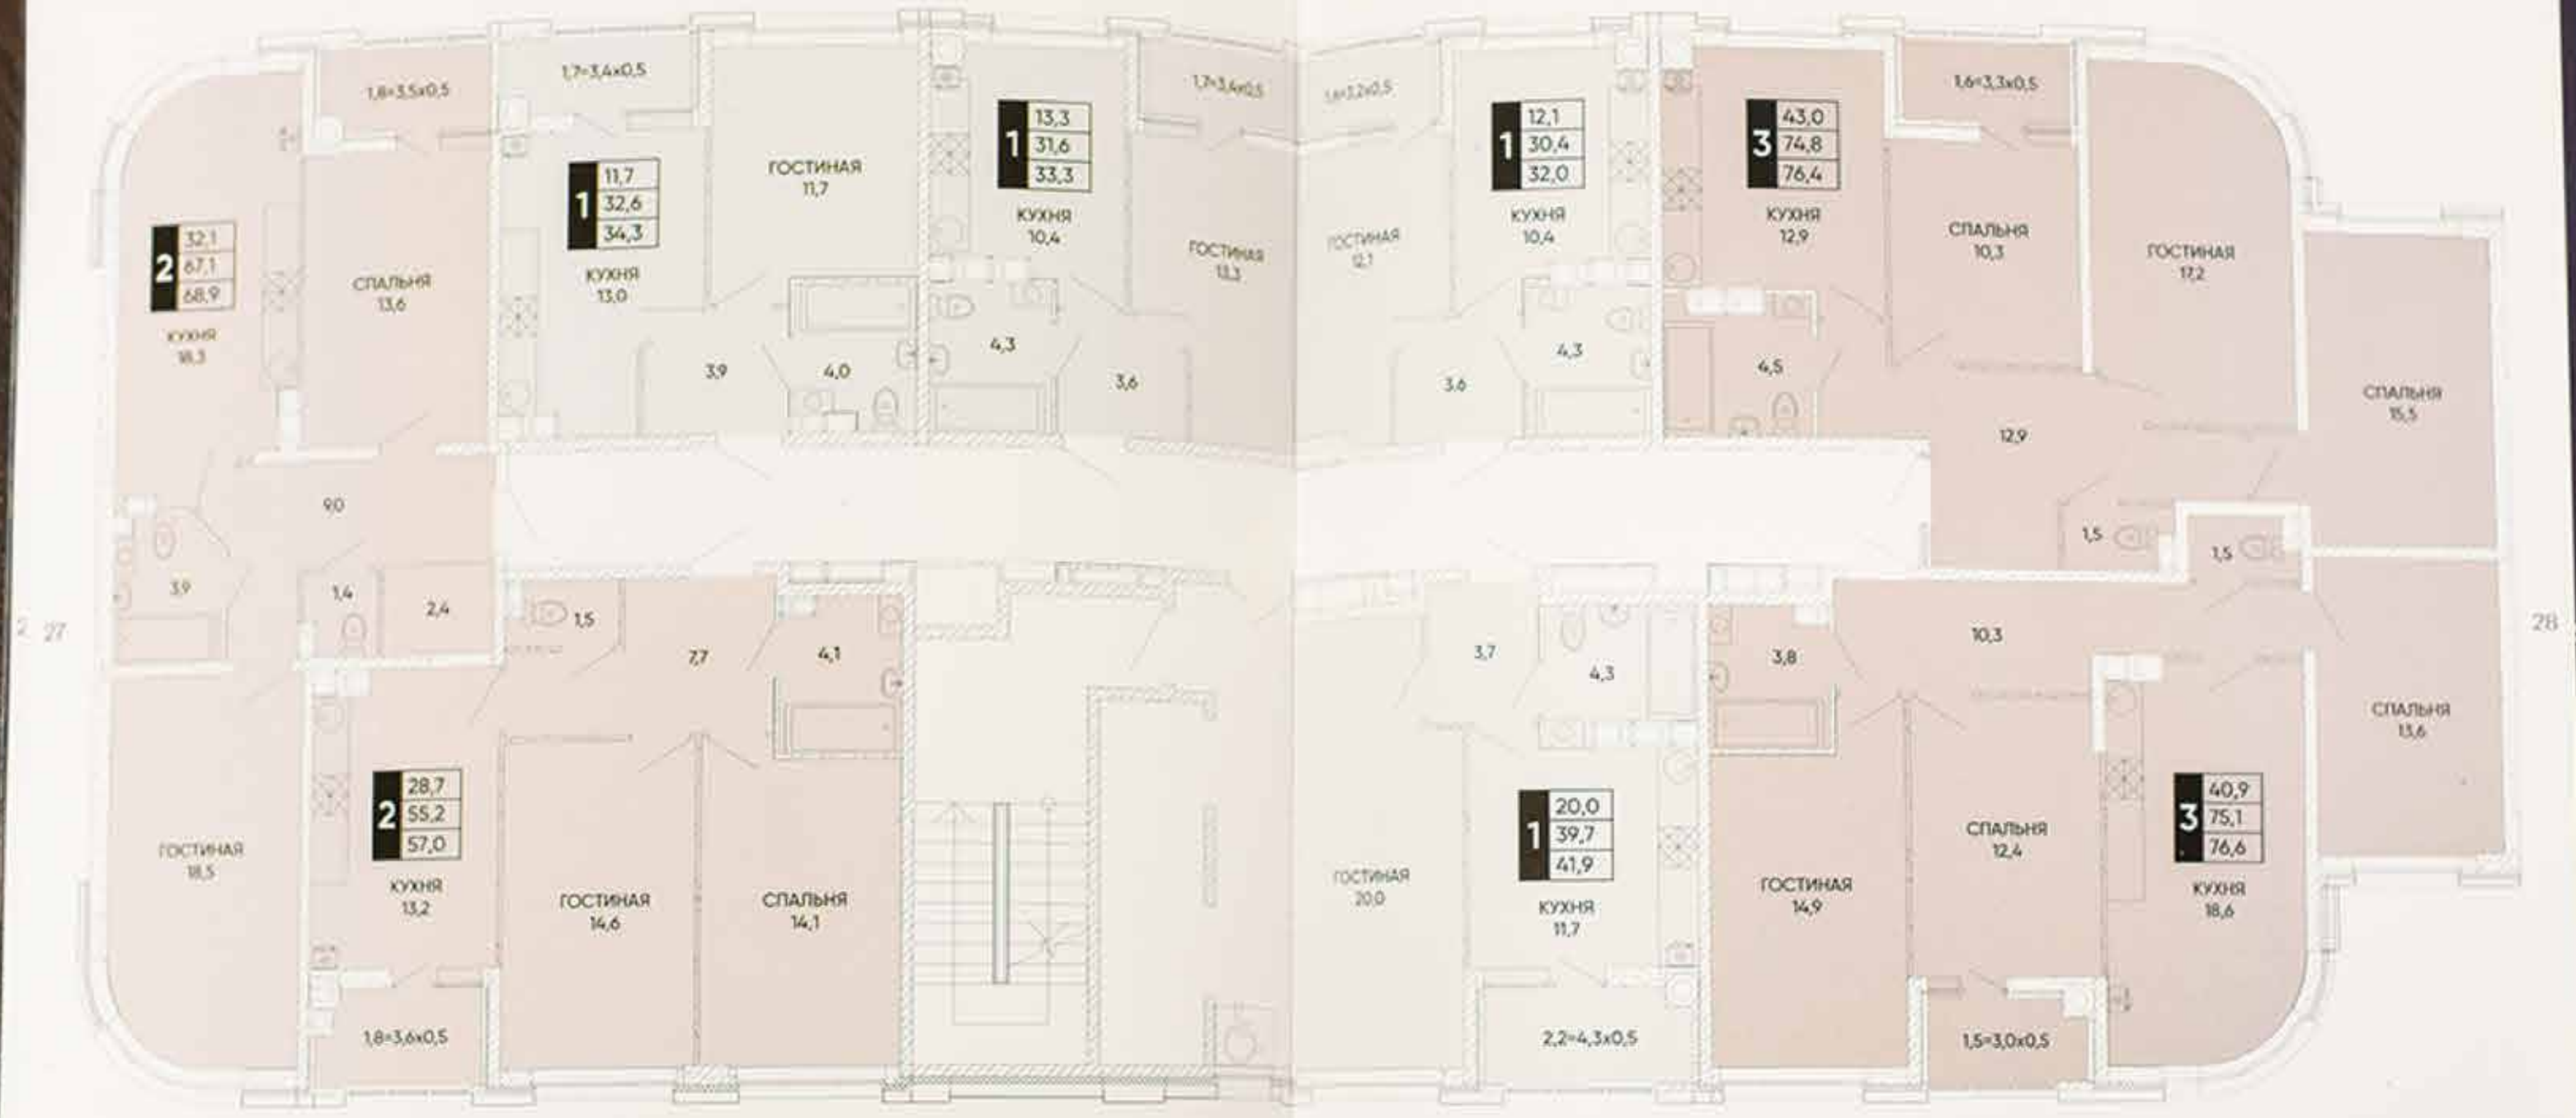 1,8=3,5x0,5
2
32,1
67,1
68,9
КУХНЯ
18,3
СПАЛЬНЯ
13,6
9,0
3,9
1,4
2,4
ГОСТИНАЯ
18,5
1,7=3,4x0,5
1
11,7
32,6
34,3
КУХНЯ
13,0
ГОСТИНАЯ
11,7
3,9
4,0
1
13,3
31,6
33,3
КУХНЯ
10,4
1,7=3,4x0,5
ГОСТИНАЯ
13,3
4,3
3,6
1,6=3,2x0,5
1
12,1
30,4
32,0
КУХНЯ
10,4
ГОСТИНАЯ
12,1
3,6
4,3
3
43,0
74,8
76,4
КУХНЯ
12,9
1,6=3,3x0,5
СПАЛЬНЯ
10,3
ГОСТИНАЯ
17,2
СПАЛЬНЯ
15,5
4,5
12,9
1,5
2 27
28
1,5
7,7
4,1
2
28,7
55,2
57,0
КУХНЯ
13,2
ГОСТИНАЯ
14,6
СПАЛЬНЯ
14,1
1,8=3,6x0,5
3,7
4,3
1
20,0
39,7
41,9
КУХНЯ
11,7
ГОСТИНАЯ
20,0
2,2=4,3x0,5
1,5
3,8
10,3
СПАЛЬНЯ
13,6
3
40,9
75,1
76,6
КУХНЯ
18,6
ГОСТИНАЯ
14,9
СПАЛЬНЯ
12,4
1,5=3,0x0,5